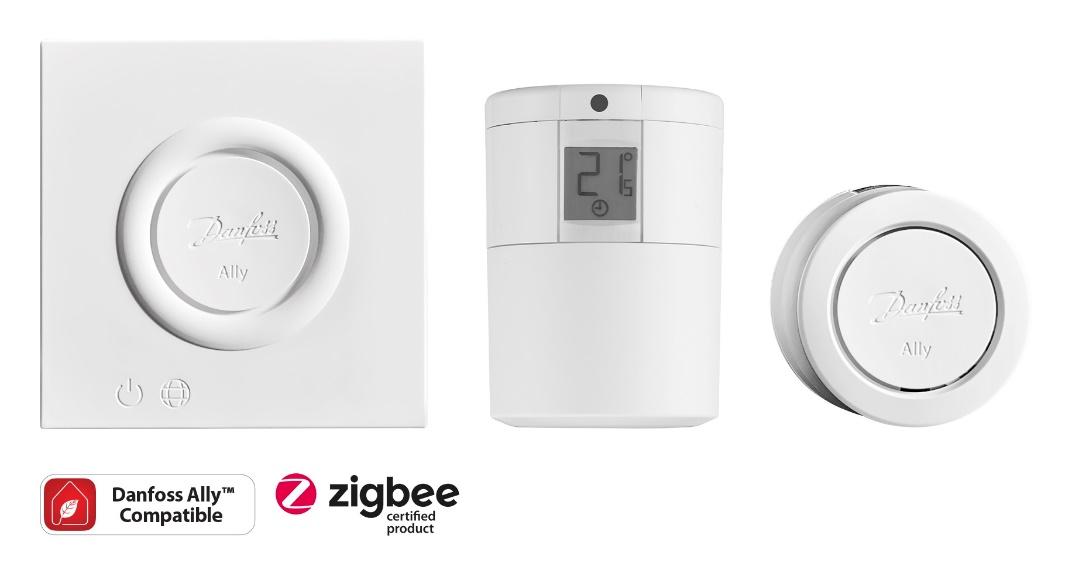 Danfoss
Ally
21°5
Danfoss
Ally
Danfoss Ally™
Compatible
zigbee
certified
product